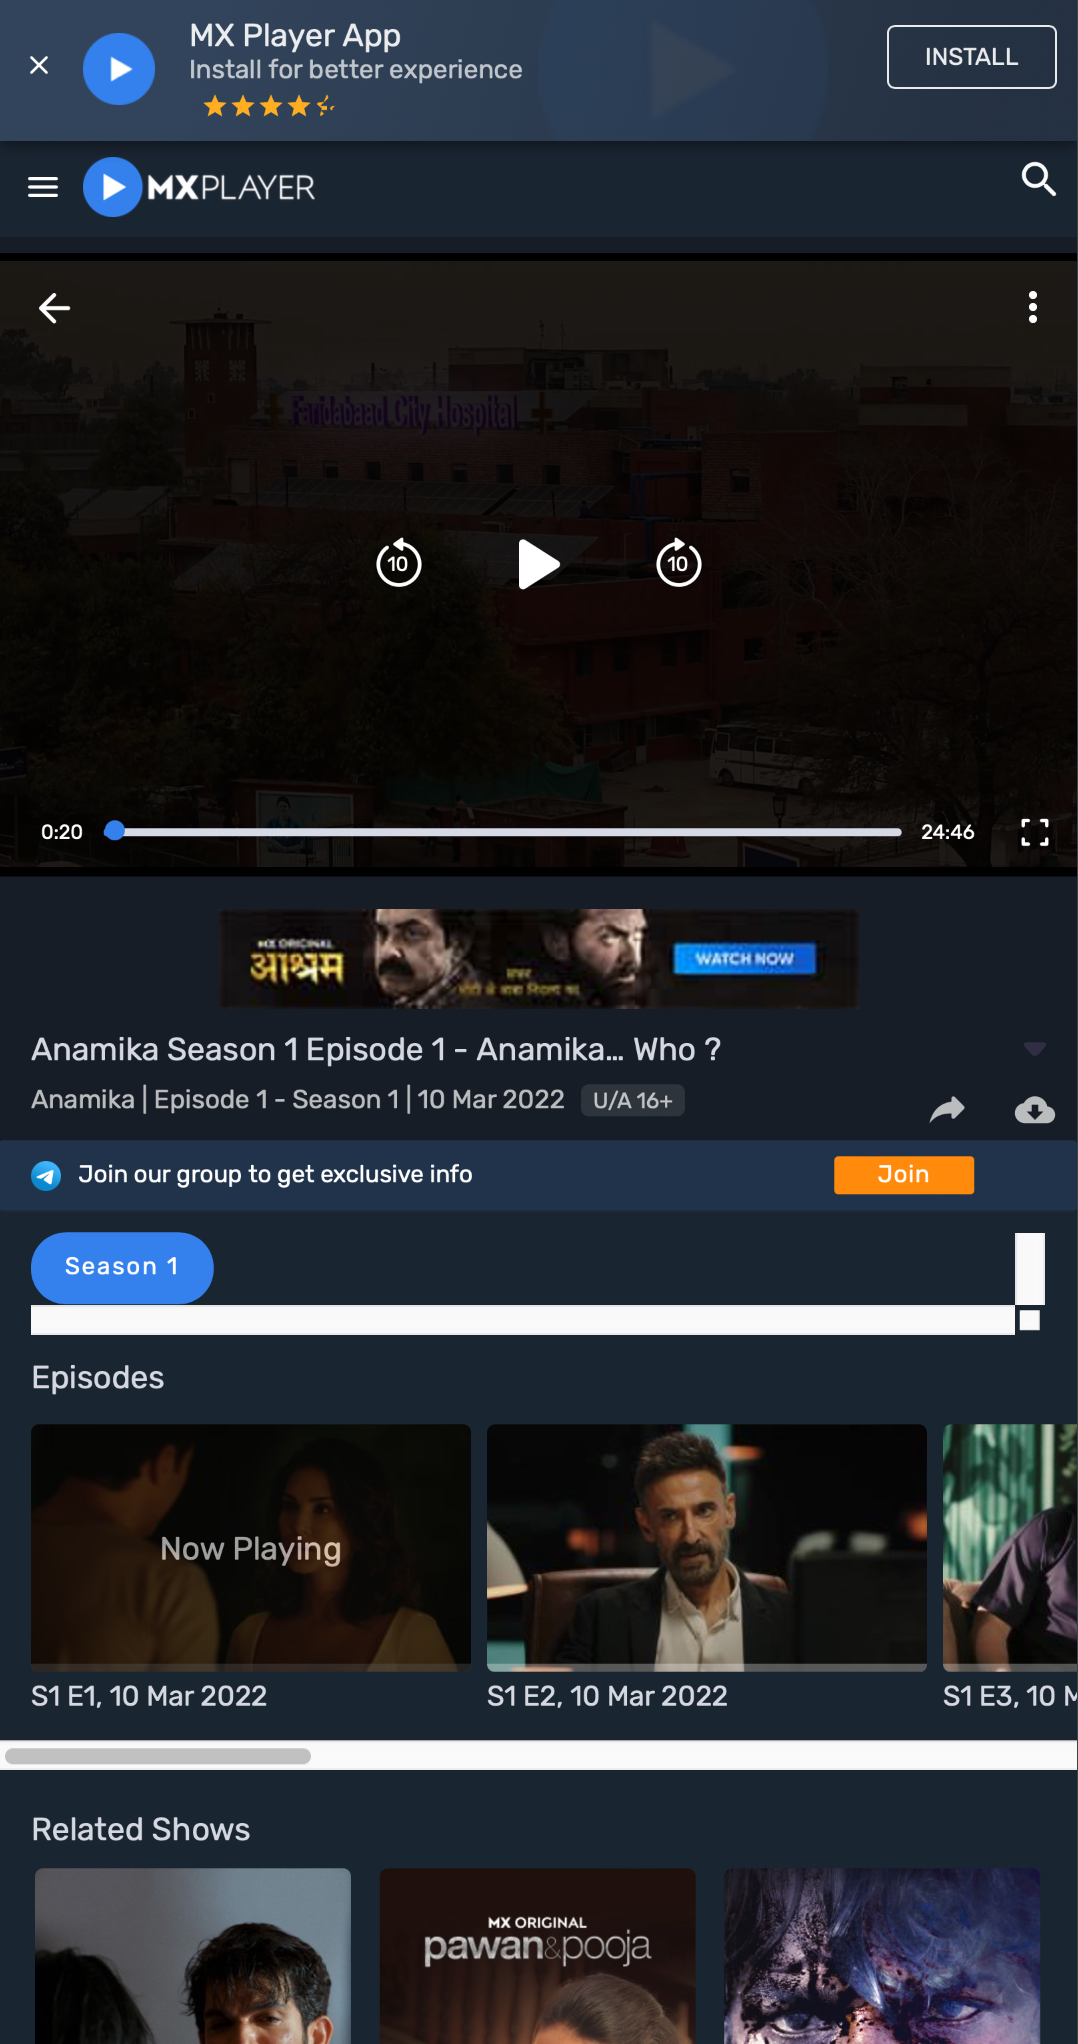 MX Player App
Install for better experience
INSTALL
MXPLAYER
Faridabaad City Hospital
10
10
0:20
24:46
MX ORIGINAL
आश्रम
WATCH NOW
Anamika Season 1 Episode 1 - Anamika... Who ?
Anamika | Episode 1 - Season 1 | 10 Mar 2022 U/A 16+
Join our group to get exclusive info
Join
Season 1
Episodes
Now Playing
S1 E1, 10 Mar 2022
S1 E2, 10 Mar 2022
S1 E3, 10 M
Related Shows
MX ORIGINAL
pawan&pooja